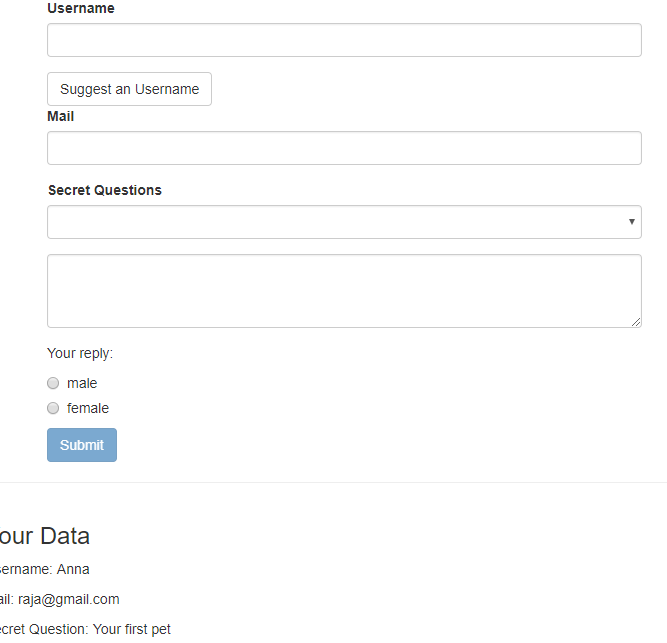 Username
Suggest an Username
Mail
Secret Questions
Your reply:
male
female
Submit
our Data
ername: Anna
ail: raja@gmail.com
cret Question: Your first pet